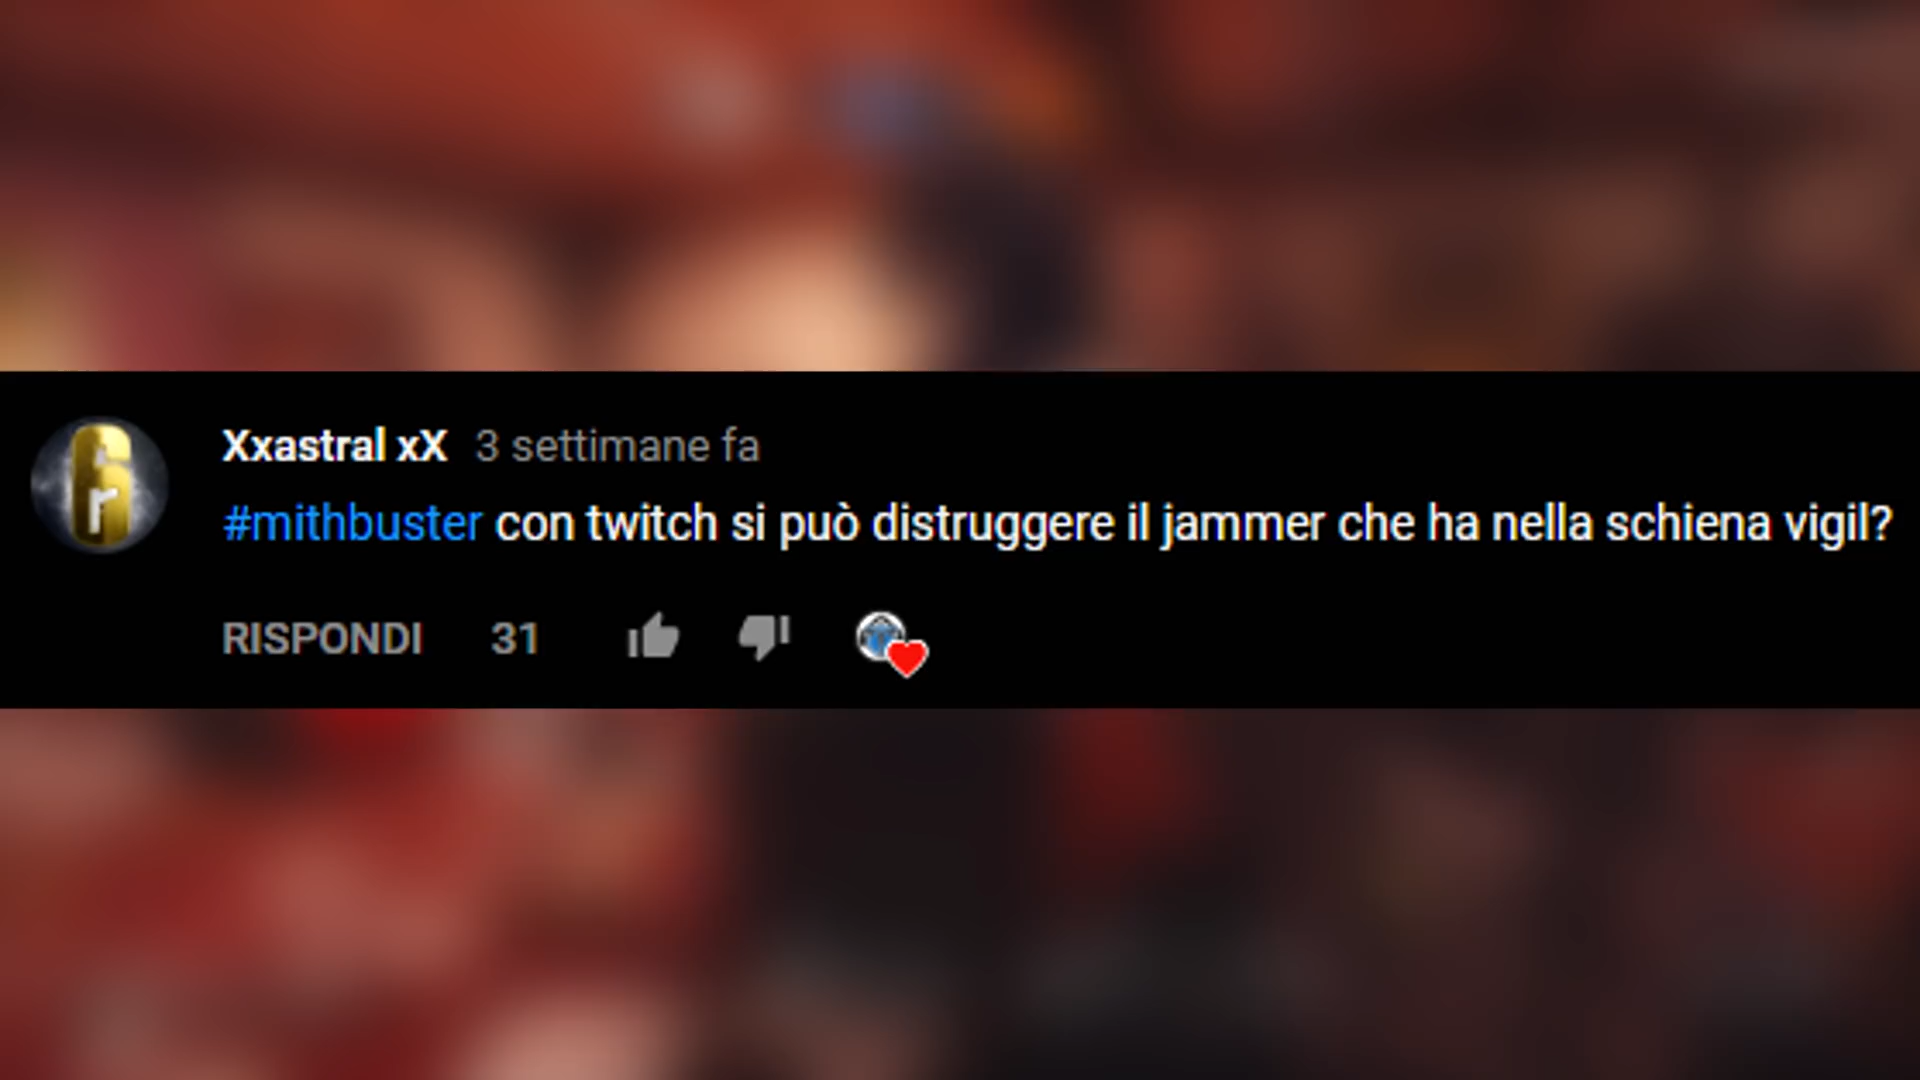 Xxastral xX 3 settimane fa
#mithbuster con twitch si può distruggere il jammer che ha nella schiena vigil?
RISPONDI 31